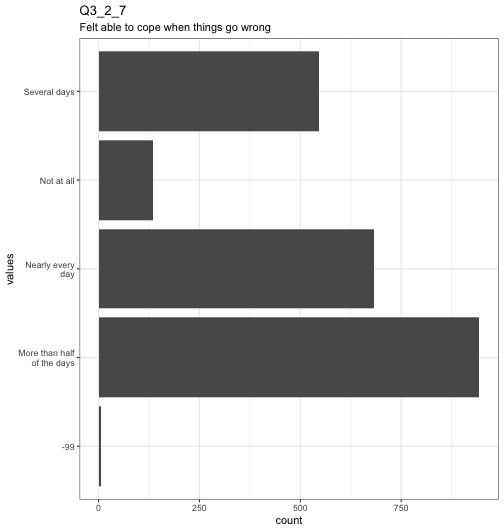 Q3_2_7
Felt able to cope when things go wrong
Several days
Not at all
Nearly every
day
More than half
of the days
-99
values
0
250
500
750
count